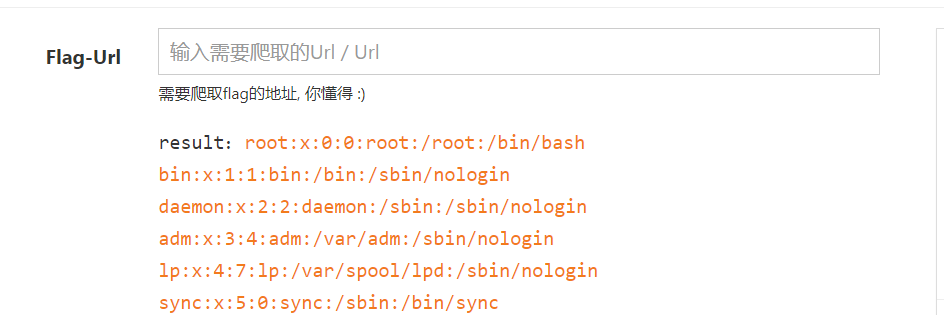 Flag-Url
输入需要爬取的Url / Url
需要爬取flag的地址, 你懂得 :)
result: root:x:0:0:root:/root:/bin/bash
bin:x:1:1:bin:/bin:/sbin/nologin
daemon:x:2:2:daemon:/sbin:/sbin/nologin
adm:x:3:4:adm:/var/adm:/sbin/nologin
lp:x:4:7:lp:/var/spool/lpd:/sbin/nologin
sync:x:5:0:sync:/sbin:/bin/sync